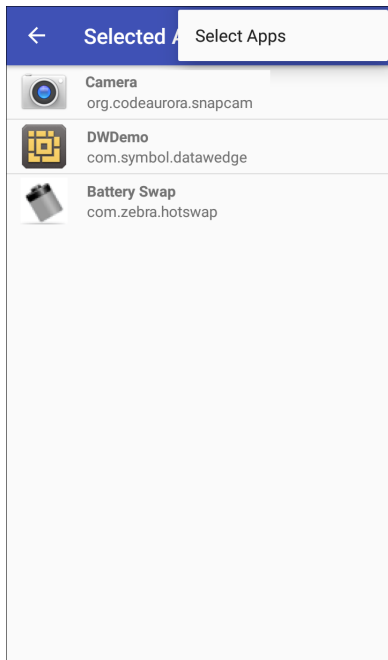 Selected A
Select Apps
Camera
org.codeaurora.snapcam
DWDemo
com.symbol.datawedge
Battery Swap
com.zebra.hotswap